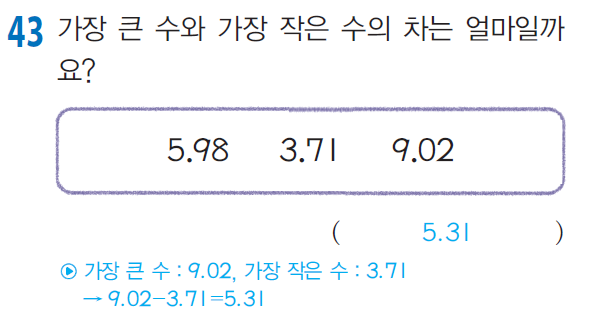 43 가장 큰 수와 가장 작은 수의 차는 얼마일까
요?
5.98 3.71 9.02
( 5.31 )
가장 큰 수 : 9.02, 가장 작은 수 : 3.71
→ 9.02-3.71=5.31